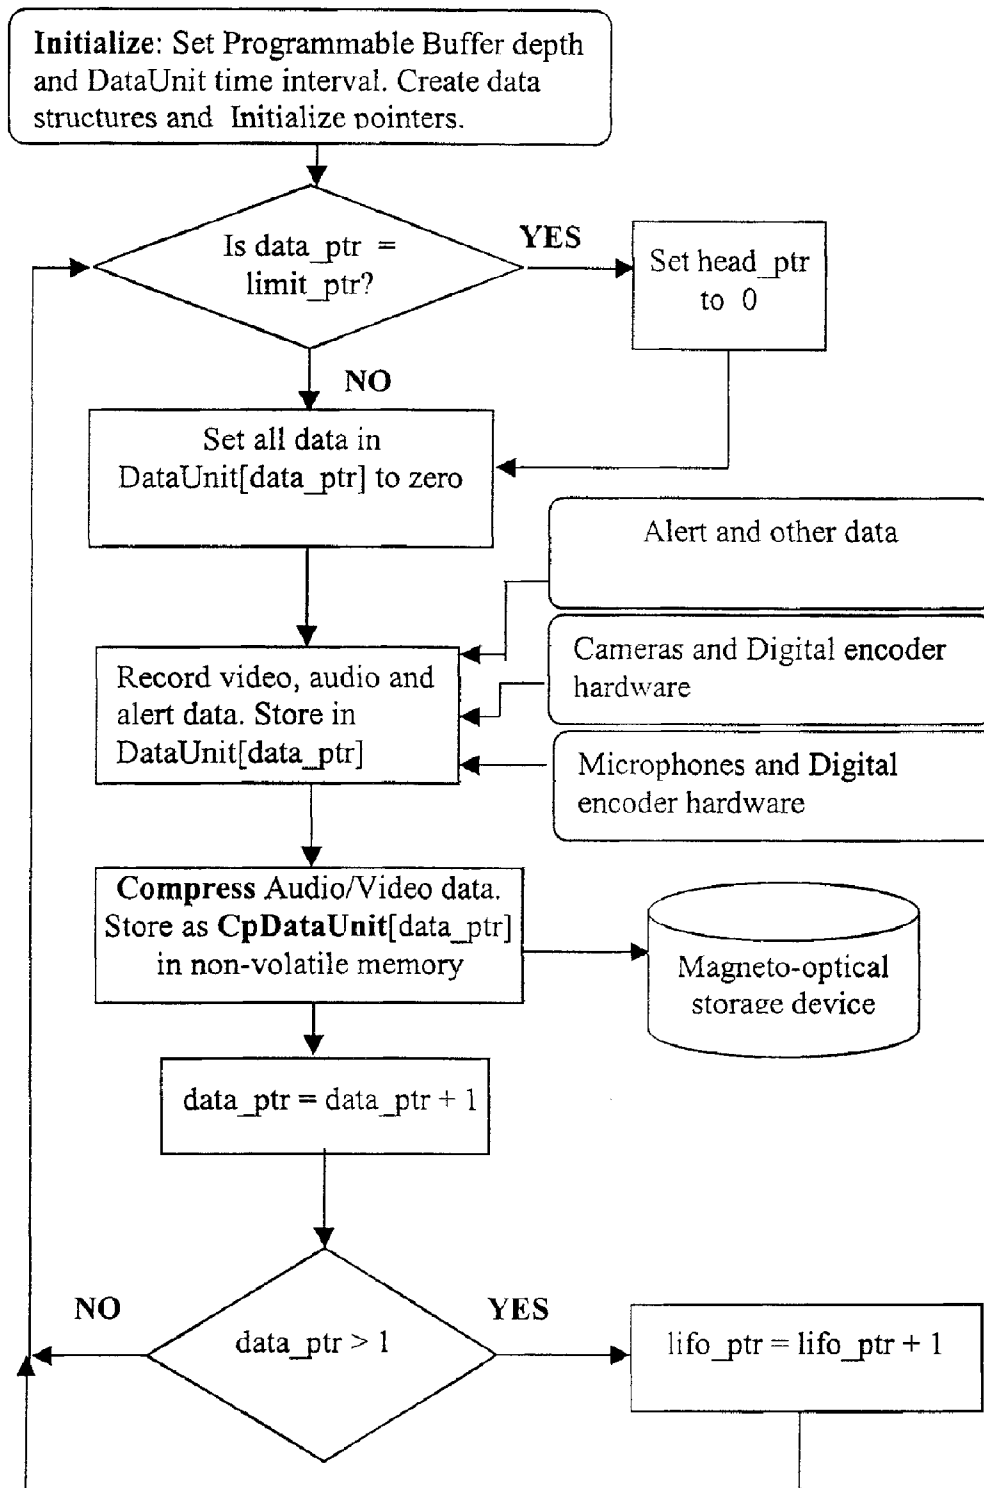 Initialize: Set Programmable Buffer depth
and DataUnit time interval. Create data
structures and Initialize pointers.
Is data_ptr =
limit_ptr?
YES
Set head_ptr
to 0
NO
Set all data in
DataUnit[data_ptr] to zero
Alert and other data
Cameras and Digital encoder
hardware
Record video, audio and
alert data. Store in
DataUnit[data_ptr]
Microphones and Digital
encoder hardware
Compress Audio/Video data.
Store as CpDataUnit[data_ptr]
in non-volatile memory
Magneto-optical
storage device
data_ptr = data_ptr + 1
NO
YES
data_ptr > 1
lifo_ptr = lifo_ptr + 1